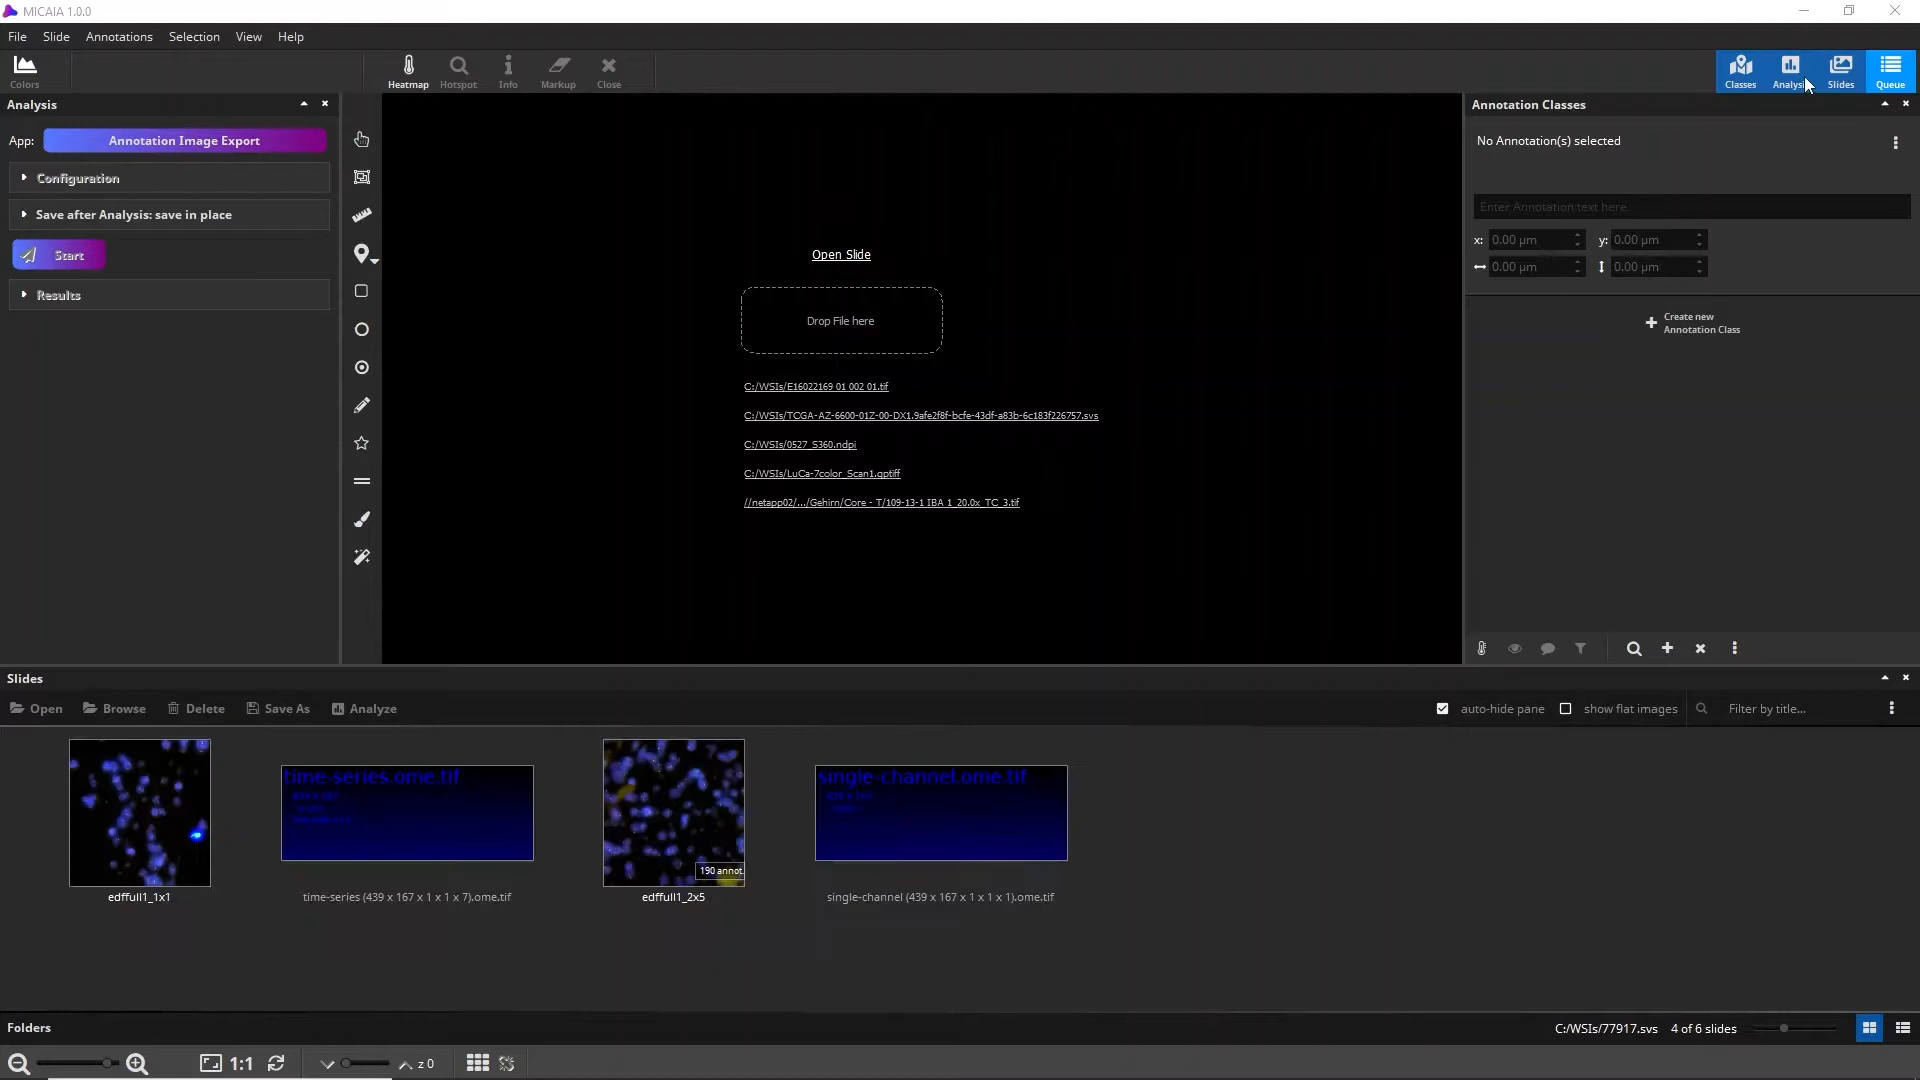 MICAIA 1.0.0
File Slide Annotations Selection View Help
Colors Heatmap Hotspot Info Markup Close Classes Analysis Slides Queue
Analysis
App: Annotation Image Export
Configuration
Save after Analysis: save in place
Start
Results
Open Slide
Drop File here
C:/WSIs/E16022169 01 002 01.tif
C:/WSIs/TCGA-AZ-6600-01Z-00-DX1.9afe2f8f-bcfe-43df-a83b-6c183f226757.svs
C:/WSIs/0527_S360.ndpi
C:/WSIs/LuCa-7color_Scan1.qptiff
//netapp02/.../Gehirn/Core - T/109-13-1 IBA 1_20.0x_TC_3.tif
Annotation Classes
No Annotation(s) selected
Enter Annotation text here
x: 0.00 µm y: 0.00 µm
0.00 µm 0.00 µm
Create new
Annotation Class
Slides
Open Browse Delete Save As Analyze auto-hide pane show flat images Filter by title...
time-series.ome.tif
single-channel.ome.tif
190 annot.
edffull1_1x1
time-series (439 x 167 x 1 x 1 x 7).ome.tif
edffull1_2x5
single-channel (439 x 167 x 1 x 1 x 1).ome.tif
Folders
C:/WSIs/77917.svs 4 of 6 slides
1:1 z 0